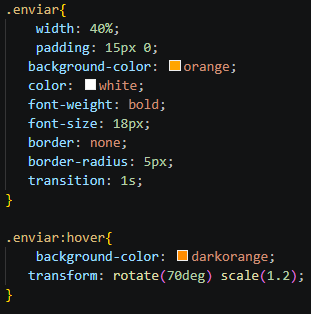 .enviar{
width: 40%;
padding: 15px 0;
background-color: orange;
color: white;
font-weight: bold;
font-size: 18px;
border: none;
border-radius: 5px;
transition: 1s;
}
.enviar:hover{
background-color: darkorange;
transform: rotate(70deg) scale(1.2);
}